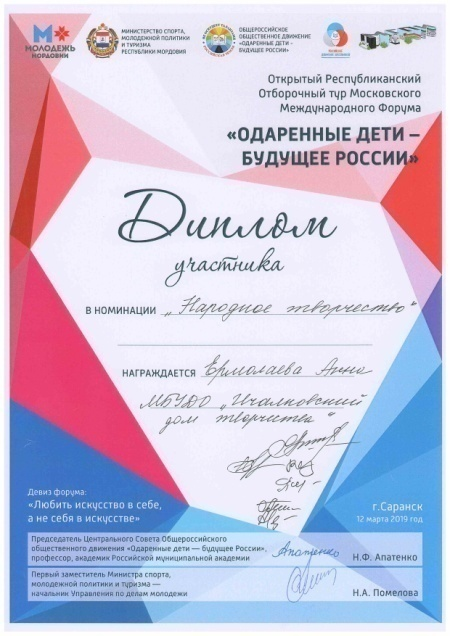 МОЛОДЕЖЬ
МОРДОВИИ
МИНИСТЕРСТВО СПОРТА,
МОЛОДЕЖНОЙ ПОЛИТИКИ
И ТУРИЗМА
РЕСПУБЛИКИ МОРДОВИЯ
ОБЩЕРОССИЙСКОЕ
ОБЩЕСТВЕННОЕ ДВИЖЕНИЕ
«ОДАРЕННЫЕ ДЕТИ -
БУДУЩЕЕ РОССИИ»
Открытый Республиканский
Отборочный тур Московского
Международного Форума
«ОДАРЕННЫЕ ДЕТИ –
БУДУЩЕЕ РОССИИ»
Диплом
участника
В НОМИНАЦИИ „Народное творчество“
НАГРАЖДАЕТСЯ Ермолаева Анна
МБУДО „Ичалковский
дом творчества“
Девиз форума:
«Любить искусство в себе,
а не себя в искусстве»
г.Саранск
12 марта 2019 год
Председатель Центрального Совета Общероссийского
общественного движения «Одаренные дети — будущее России»,
профессор, академик Российской муниципальной академии
Апатенко
Н.Ф. Апатенко
Первый заместитель Министра спорта,
молодежной политики и туризма —
начальник Управления по делам молодежи
Н.А. Помелова